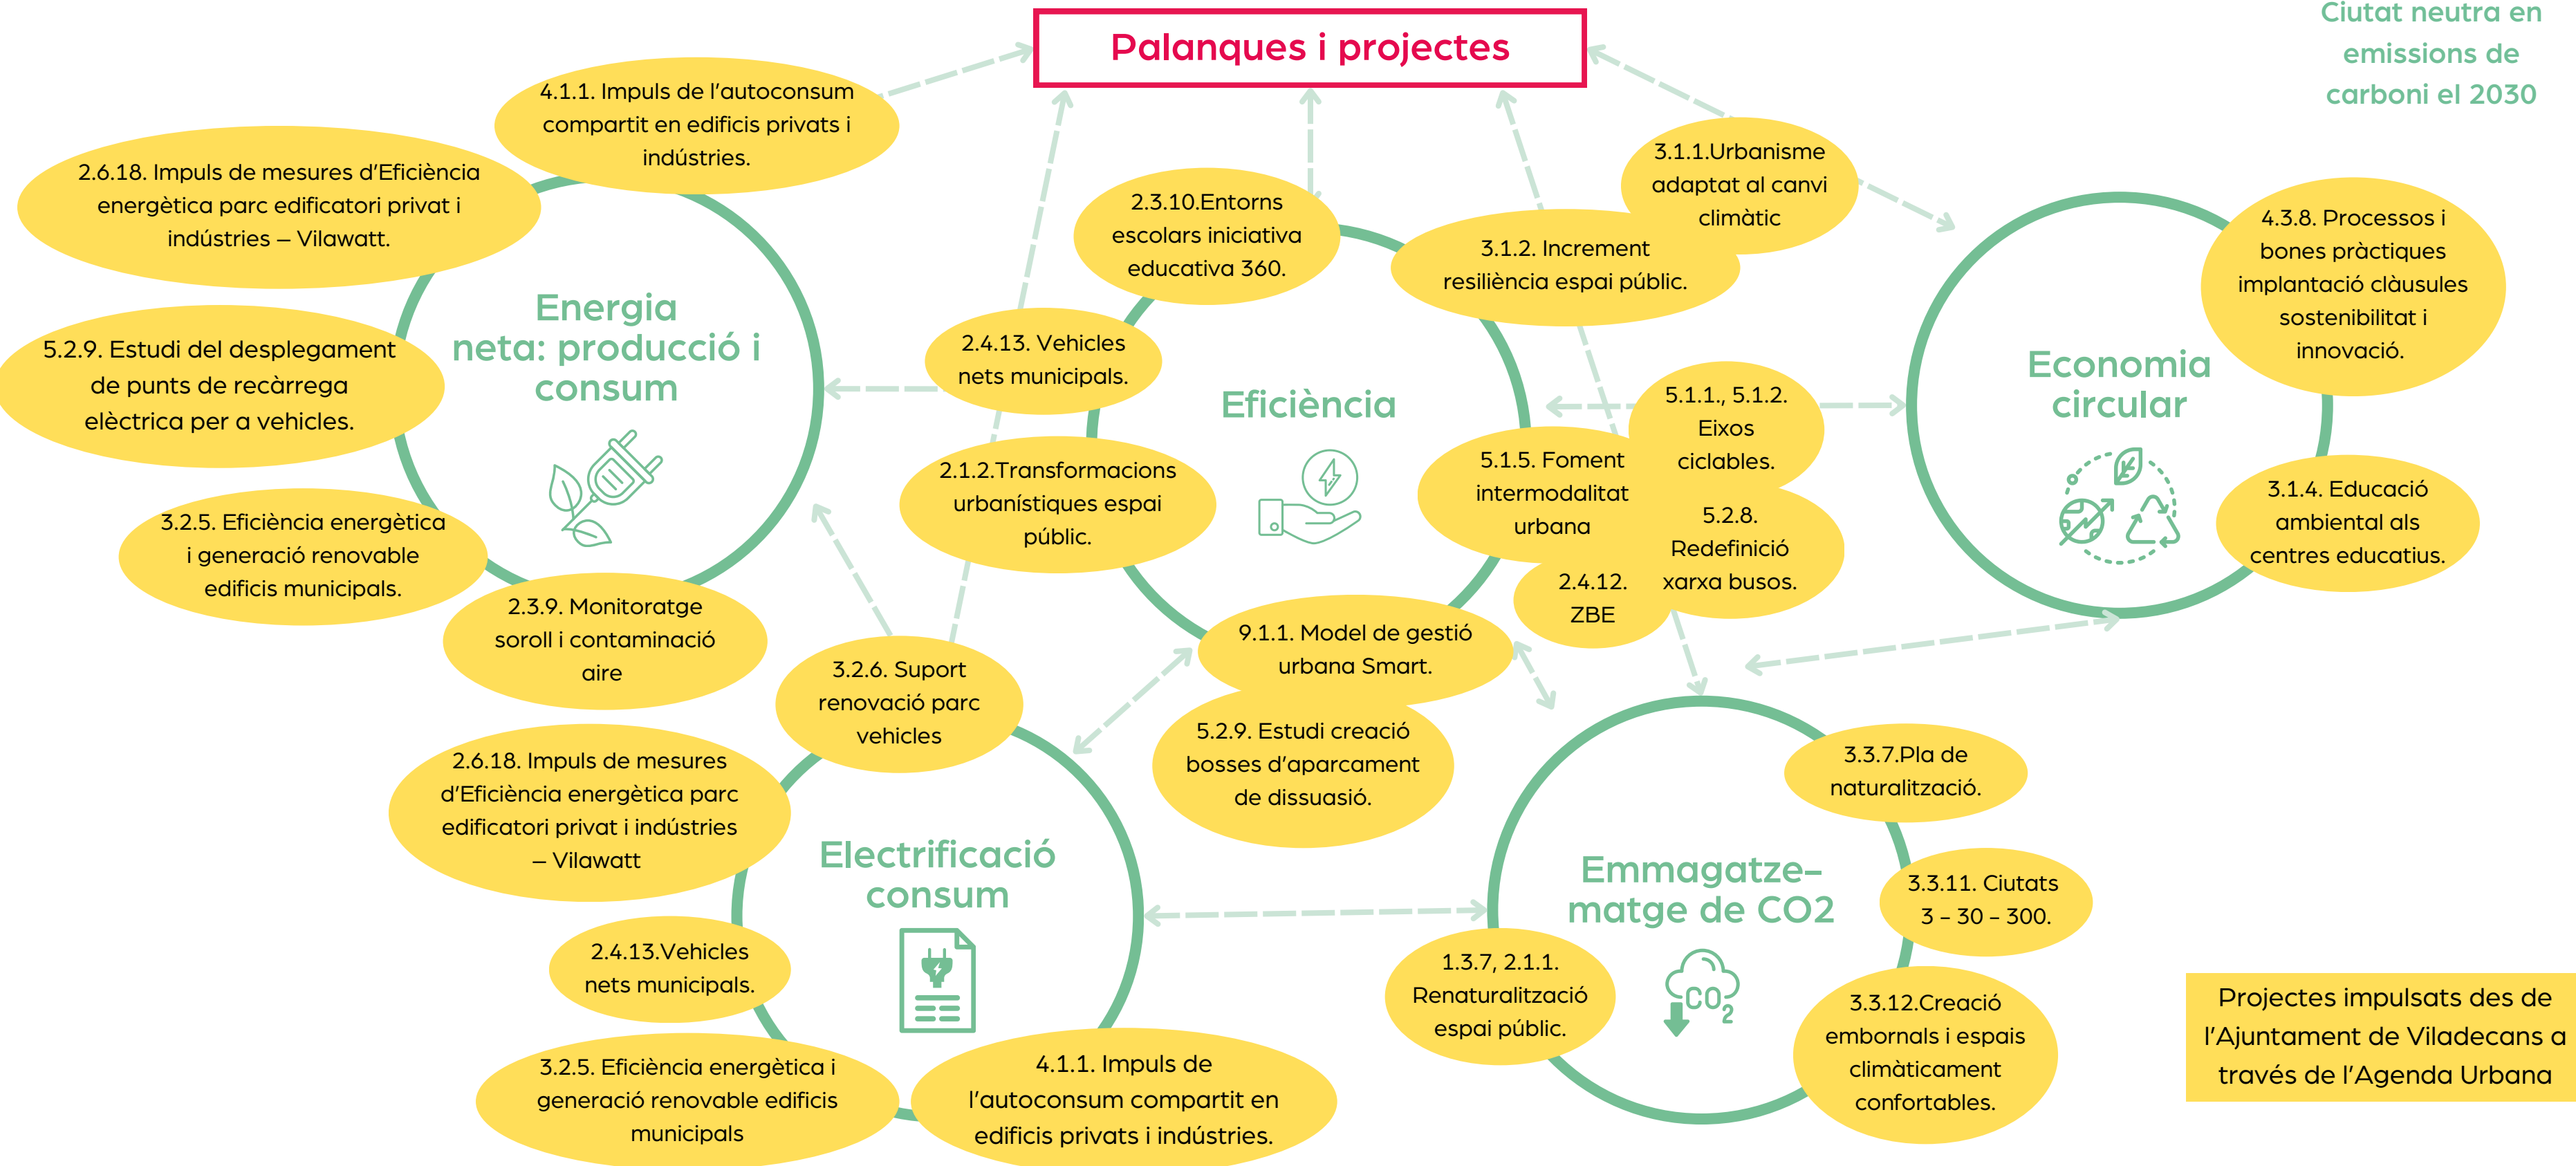 Palanques i projectes
Ciutat neutra en
emissions de
carboni el 2030
4.1.1. Impuls de l'autoconsum
compartit en edificis privats i
indústries.
2.6.18. Impuls de mesures d'Eficiència
energètica parc edificatori privat i
indústries – Vilawatt.
5.2.9. Estudi del desplegament
de punts de recàrrega
elèctrica per a vehicles.
3.2.5. Eficiència energètica
i generació renovable
edificis municipals.
2.3.9. Monitoratge
soroll i contaminació
aire
Energia
neta: producció i
consum
2.3.10.Entorns
escolars iniciativa
educativa 360.
2.4.13. Vehicles
nets municipals.
2.1.2.Transformacions
urbanístiques espai
públic.
Eficiència
3.1.1.Urbanisme
adaptat al canvi
climàtic
3.1.2. Increment
resiliència espai públic.
5.1.1., 5.1.2.
Eixos
ciclables.
5.1.5. Foment
intermodalitat
urbana
5.2.8.
Redefinició
xarxa busos.
2.4.12.
ZBE
9.1.1. Model de gestió
urbana Smart.
5.2.9. Estudi creació
bosses d'aparcament
de dissuasió.
Economia
circular
4.3.8. Processos i
bones pràctiques
implantació clàusules
sostenibilitat i
innovació.
3.1.4. Educació
ambiental als
centres educatius.
3.2.6. Suport
renovació parc
vehicles
2.6.18. Impuls de mesures
d'Eficiència energètica parc
edificatori privat i indústries
– Vilawatt
2.4.13.Vehicles
nets municipals.
3.2.5. Eficiència energètica i
generació renovable edificis
municipals
4.1.1. Impuls de
l'autoconsum compartit en
edificis privats i indústries.
Electrificació
consum
Emmagatze-
matge de CO2
CO2
3.3.7.Pla de
naturalització.
3.3.11. Ciutats
3 - 30 - 300.
1.3.7, 2.1.1.
Renaturalització
espai públic.
3.3.12.Creació
embornals i espais
climàticament
confortables.
Projectes impulsats des de
l'Ajuntament de Viladecans a
través de l'Agenda Urbana